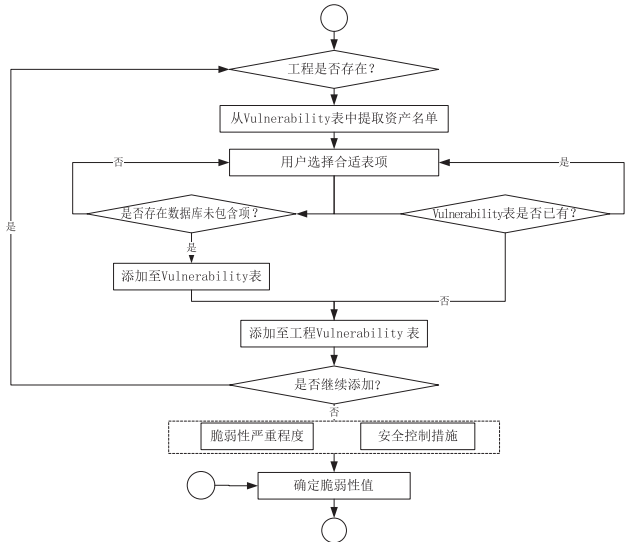 工程是否存在?
从Vulnerability表中提取资产名单
否
用户选择合适表项
是
是否存在数据库未包含项?
Vulnerability表是否已有?
是
是
添加至Vulnerability表
否
添加至工程Vulnerability 表
是否继续添加?
否
脆弱性严重程度
安全控制措施
确定脆弱性值